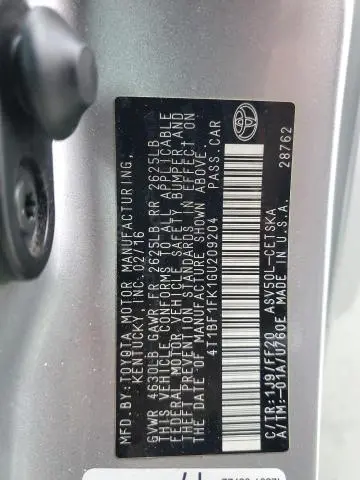 MFD. BY: TOYOTA MOTOR MANUFACTURING,
KENTUCKY, INC. 02/16
GVWR 4630LB GAWR FR 2625LB RR 2625LB
THIS VEHICLE CONFORMS TO ALL APPLICABLE
FEDERAL MOTOR VEHICLE SAFETY, BUMPER, AND
THEFT PREVENTION STANDARDS IN EFFECT ON
THE DATE OF MANUFACTURE SHOWN ABOVE.
4T1BF1FK1GU209204 PASS. CAR
C/TR:1J9/FF20 ASV50L-CETSKA
A/TM:-01A/U760E MADE IN U.S.A. 28762